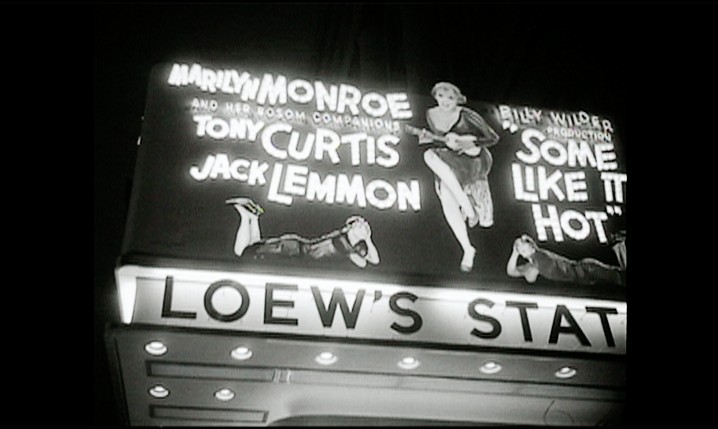 MARILYN MONROE
AND HER BOSOM COMPANIONS
TONY CURTIS
JACK LEMMON
BILLY WILDER
PRODUCTION
"SOME
LIKE IT
HOT"
LOEW'S STAT